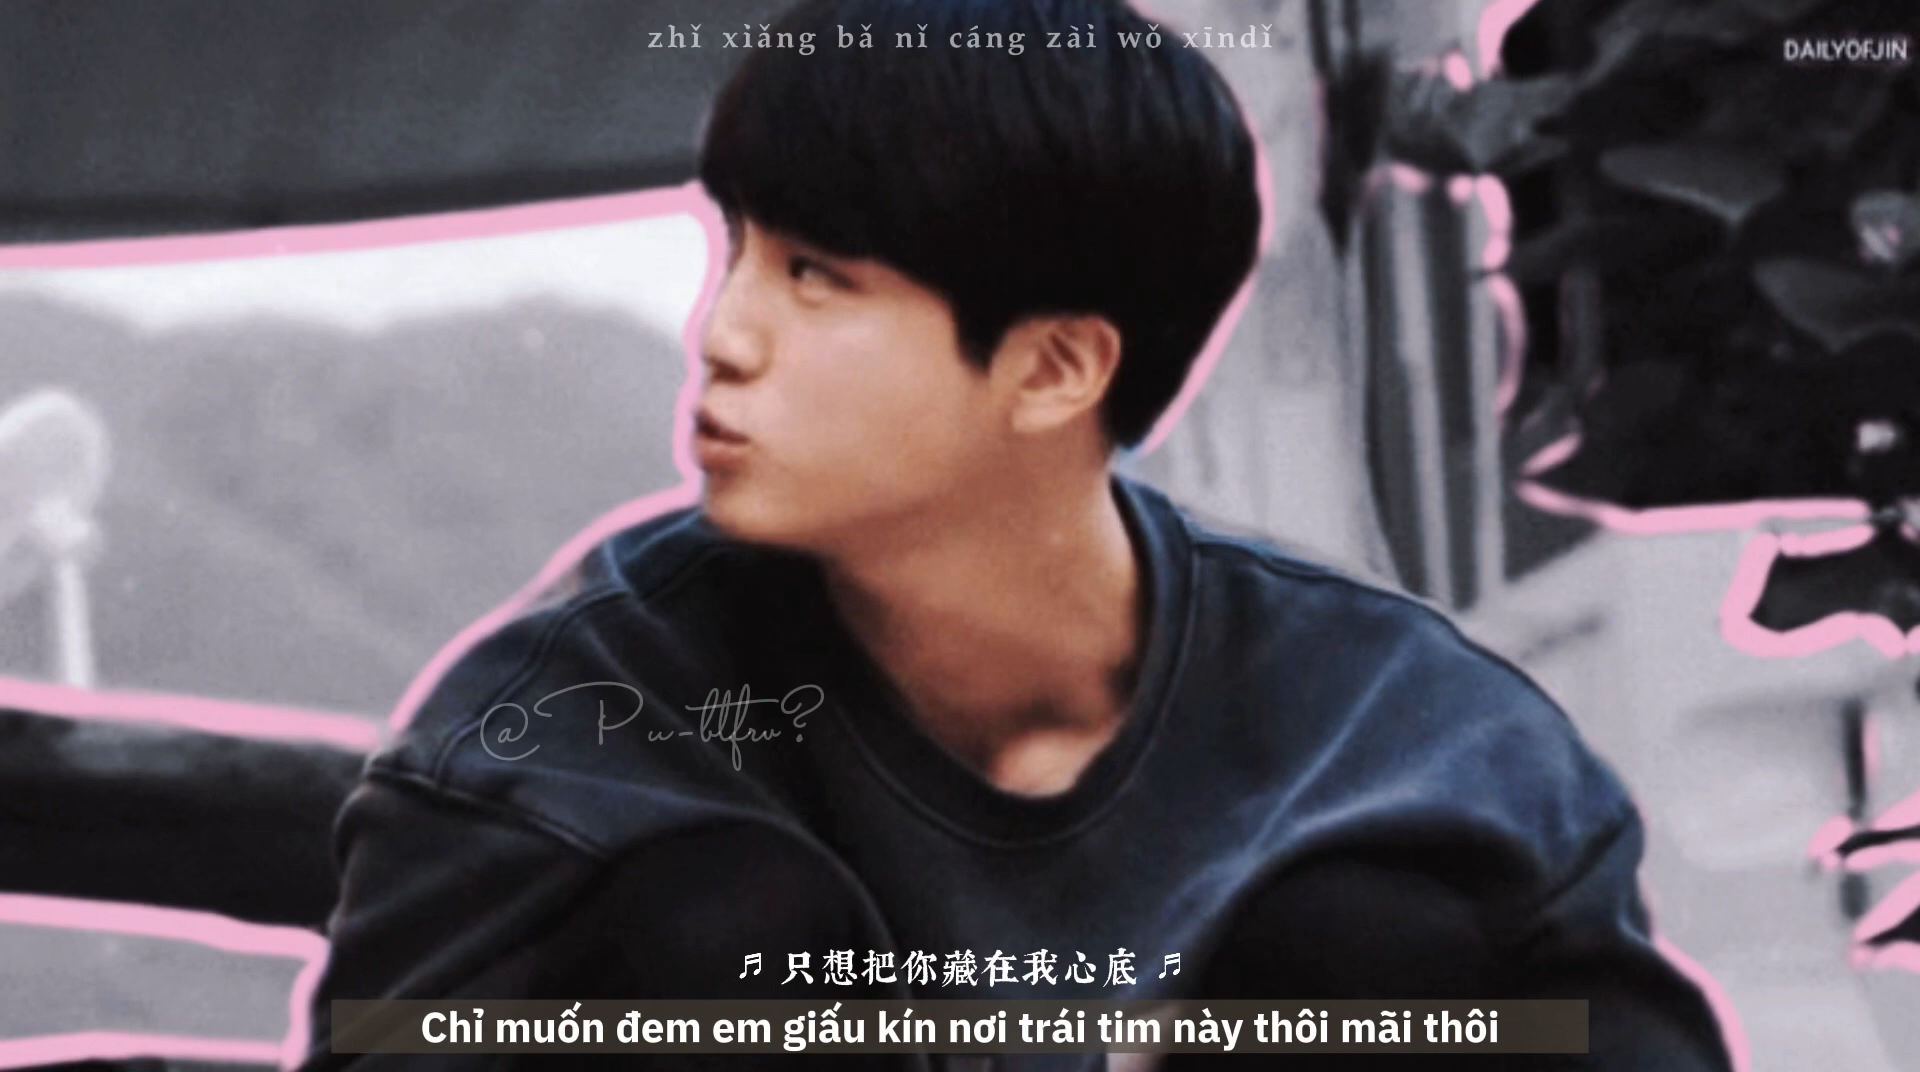 zhǐ xiǎng bǎ nǐ cáng zài wǒ xīndǐ
DAILYOFJIN
@Pu-btfru?
♬ 只想把你藏在我心底 ♬
Chỉ muốn đem em giấu kín nơi trái tim này thôi mãi thôi